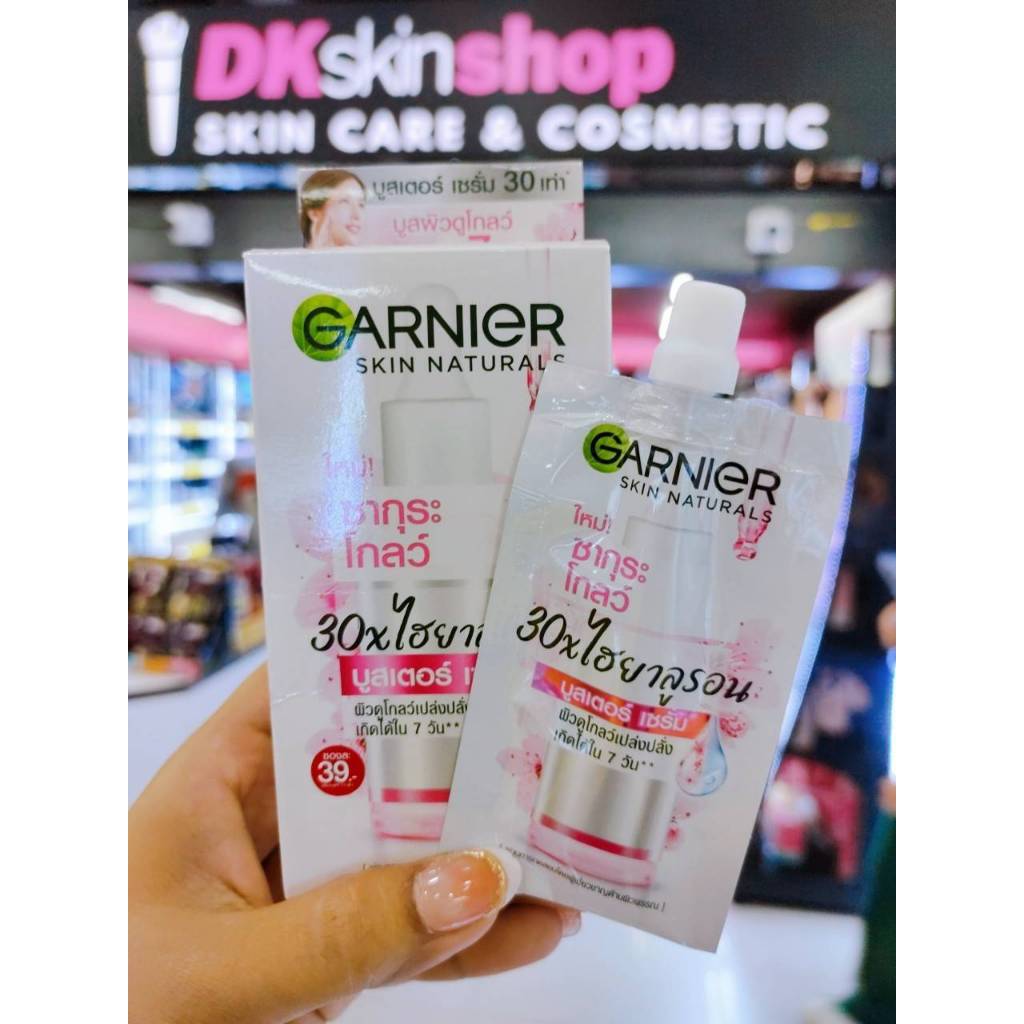 DKskinshop
SKIN CARE & COSMETIC
บูสเตอร์ เซรั่ม 30 เท่า*
บูสผิวดูโกลว์
GARNIER
SKIN NATURALS
ใหม่!
ซากุระ
โกลว์
30xไฮยาลู
บูสเตอร์ เ
ผิวดูโกลว์เปล่งปลั่ง
เกิดได้ใน 7 วัน**
ซองละ
39.-
GARNIER
SKIN NATURALS
ใหม่!
ซากุระ
โกลว์
30xไฮยาลูรอน
บูสเตอร์ เซรั่ม
ผิวดูโกลว์เปล่งปลั่ง
เกิดได้ใน 7 วัน**